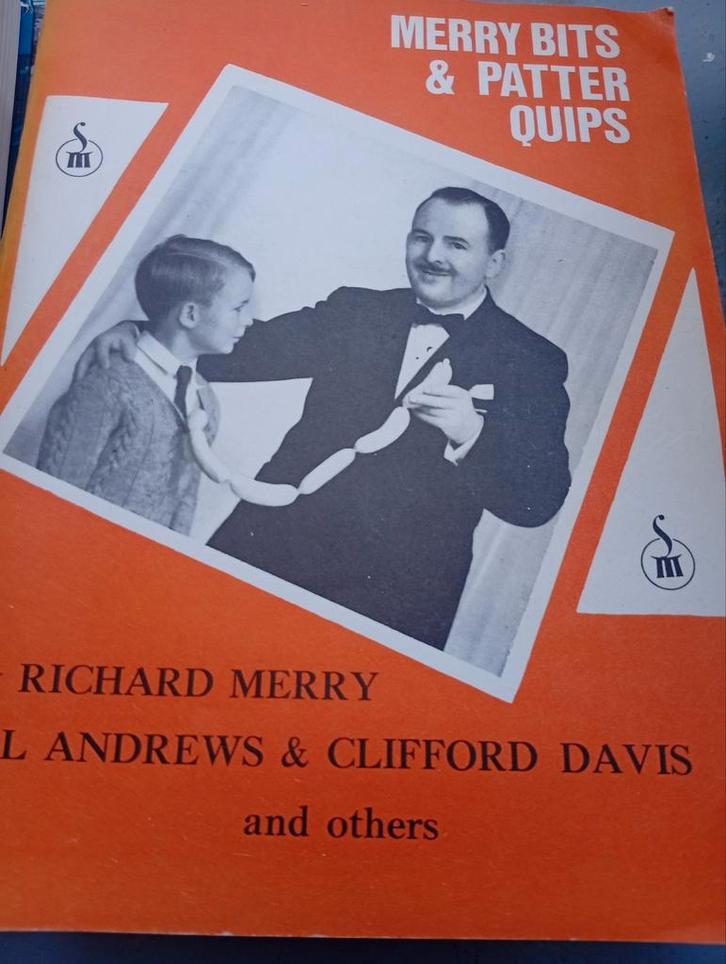 MERRY BITS
& PATTER
QUIPS
RICHARD MERRY
L ANDREWS & CLIFFORD DAVIS
and others